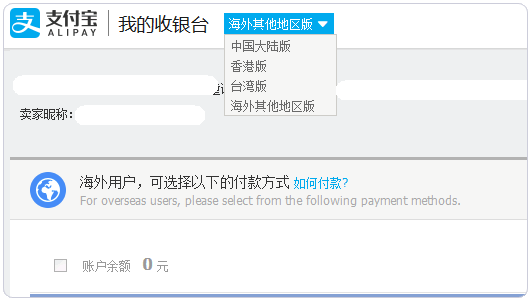 支付宝 ALIPAY 我的收银台 海外其他地区版
中国大陆版
香港版
台湾版
海外其他地区版
卖家昵称:
海外用户，可选择以下的付款方式 如何付款?
For overseas users, please select from the following payment methods.
账户余额 0 元